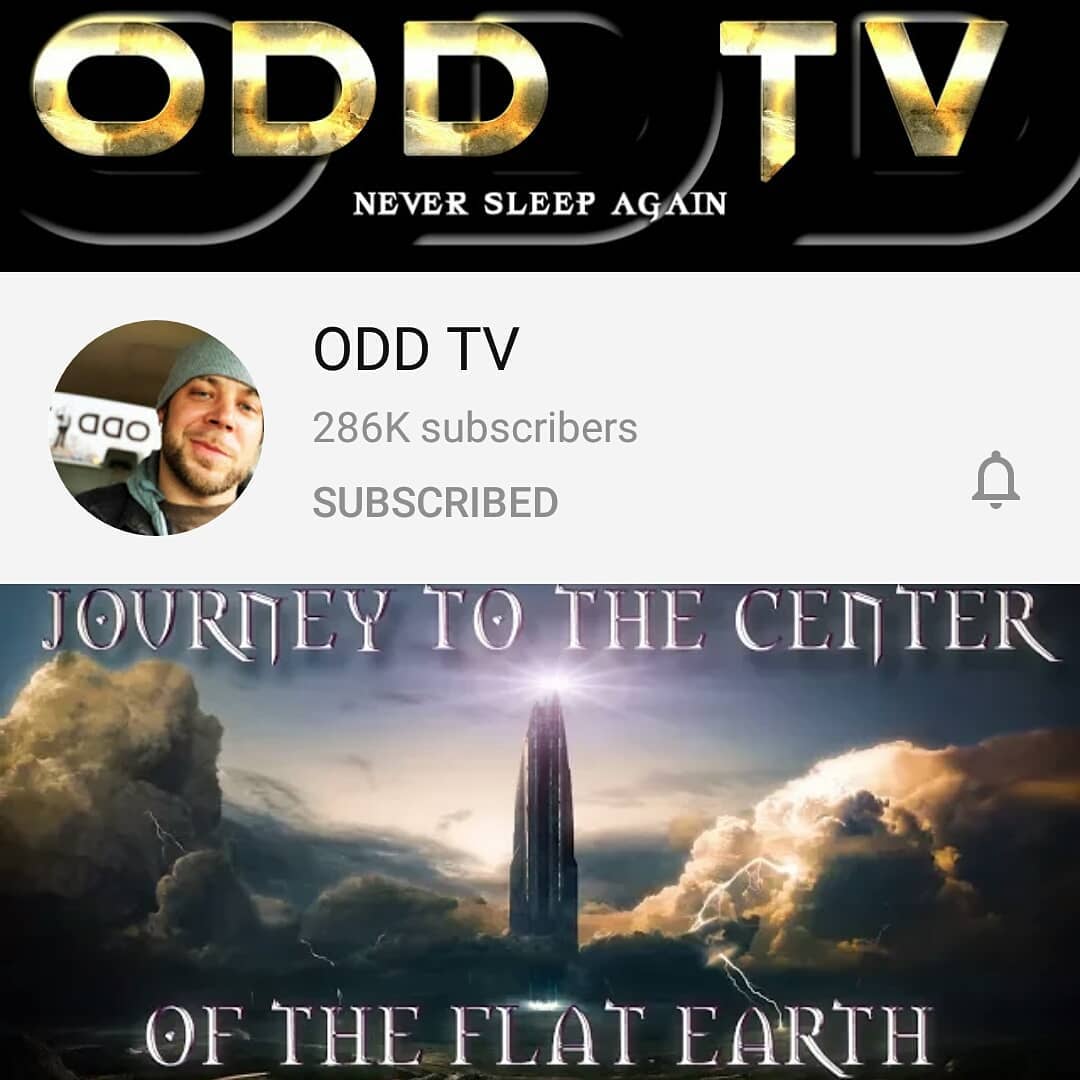 ODD TV
NEVER SLEEP AGAIN
ODD
ODD TV
286K subscribers
SUBSCRIBED
JOURNEY TO THE CENTER
OF THE FLAT EARTH